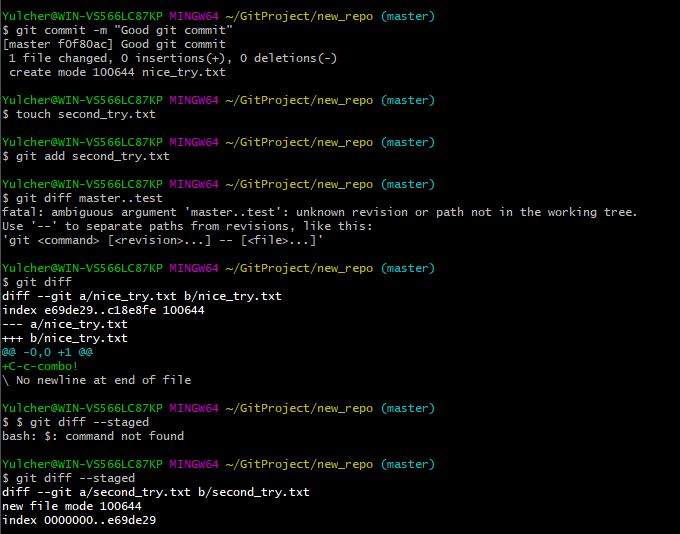 Yulcher@WIN-VS566LC87KP MINGW64 ~/GitProject/new_repo (master)
$ git commit -m "Good git commit"
[master f0f80ac] Good git commit
 1 file changed, 0 insertions(+), 0 deletions(-)
 create mode 100644 nice_try.txt
Yulcher@WIN-VS566LC87KP MINGW64 ~/GitProject/new_repo (master)
$ touch second_try.txt
Yulcher@WIN-VS566LC87KP MINGW64 ~/GitProject/new_repo (master)
$ git add second_try.txt
Yulcher@WIN-VS566LC87KP MINGW64 ~/GitProject/new_repo (master)
$ git diff master..test
fatal: ambiguous argument 'master..test': unknown revision or path not in the working tree.
Use '--' to separate paths from revisions, like this:
'git <command> [<revision>...] -- [<file>...]'
Yulcher@WIN-VS566LC87KP MINGW64 ~/GitProject/new_repo (master)
$ git diff
diff --git a/nice_try.txt b/nice_try.txt
index e69de29..c18e8fe 100644
--- a/nice_try.txt
+++ b/nice_try.txt
@@ -0,0 +1 @@
+C-c-combo!
\ No newline at end of file
Yulcher@WIN-VS566LC87KP MINGW64 ~/GitProject/new_repo (master)
$ $ git diff --staged
bash: $: command not found
Yulcher@WIN-VS566LC87KP MINGW64 ~/GitProject/new_repo (master)
$ git diff --staged
diff --git a/second_try.txt b/second_try.txt
new file mode 100644
index 0000000..e69de29